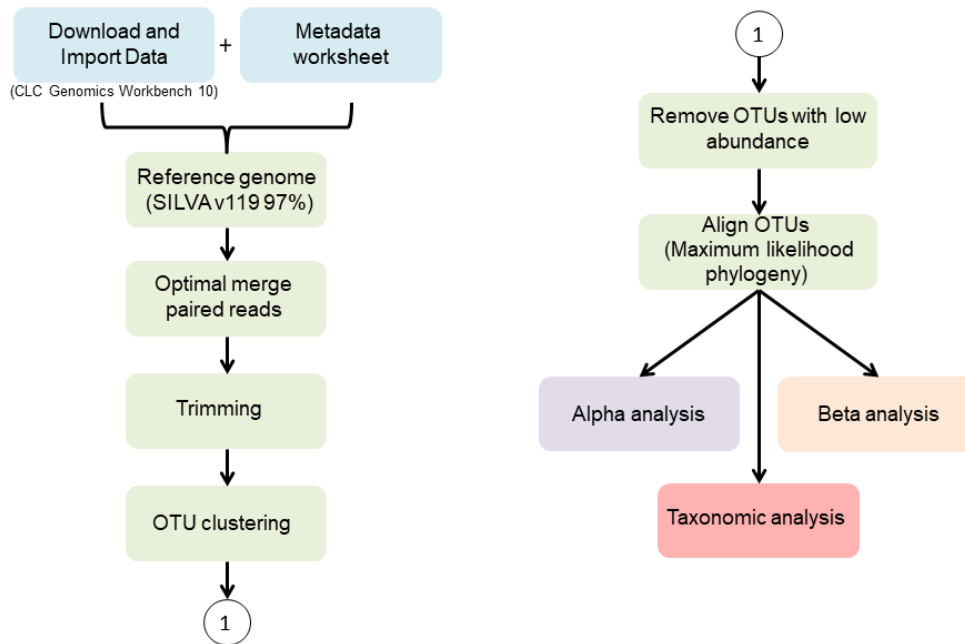 Download and
Import Data
+
Metadata
worksheet
(CLC Genomics Workbench 10)
Reference genome
(SILVA v119 97%)
Optimal merge
paired reads
Trimming
OTU clustering
1
1
Remove OTUs with low
abundance
Align OTUs
(Maximum likelihood
phylogeny)
Alpha analysis
Beta analysis
Taxonomic analysis